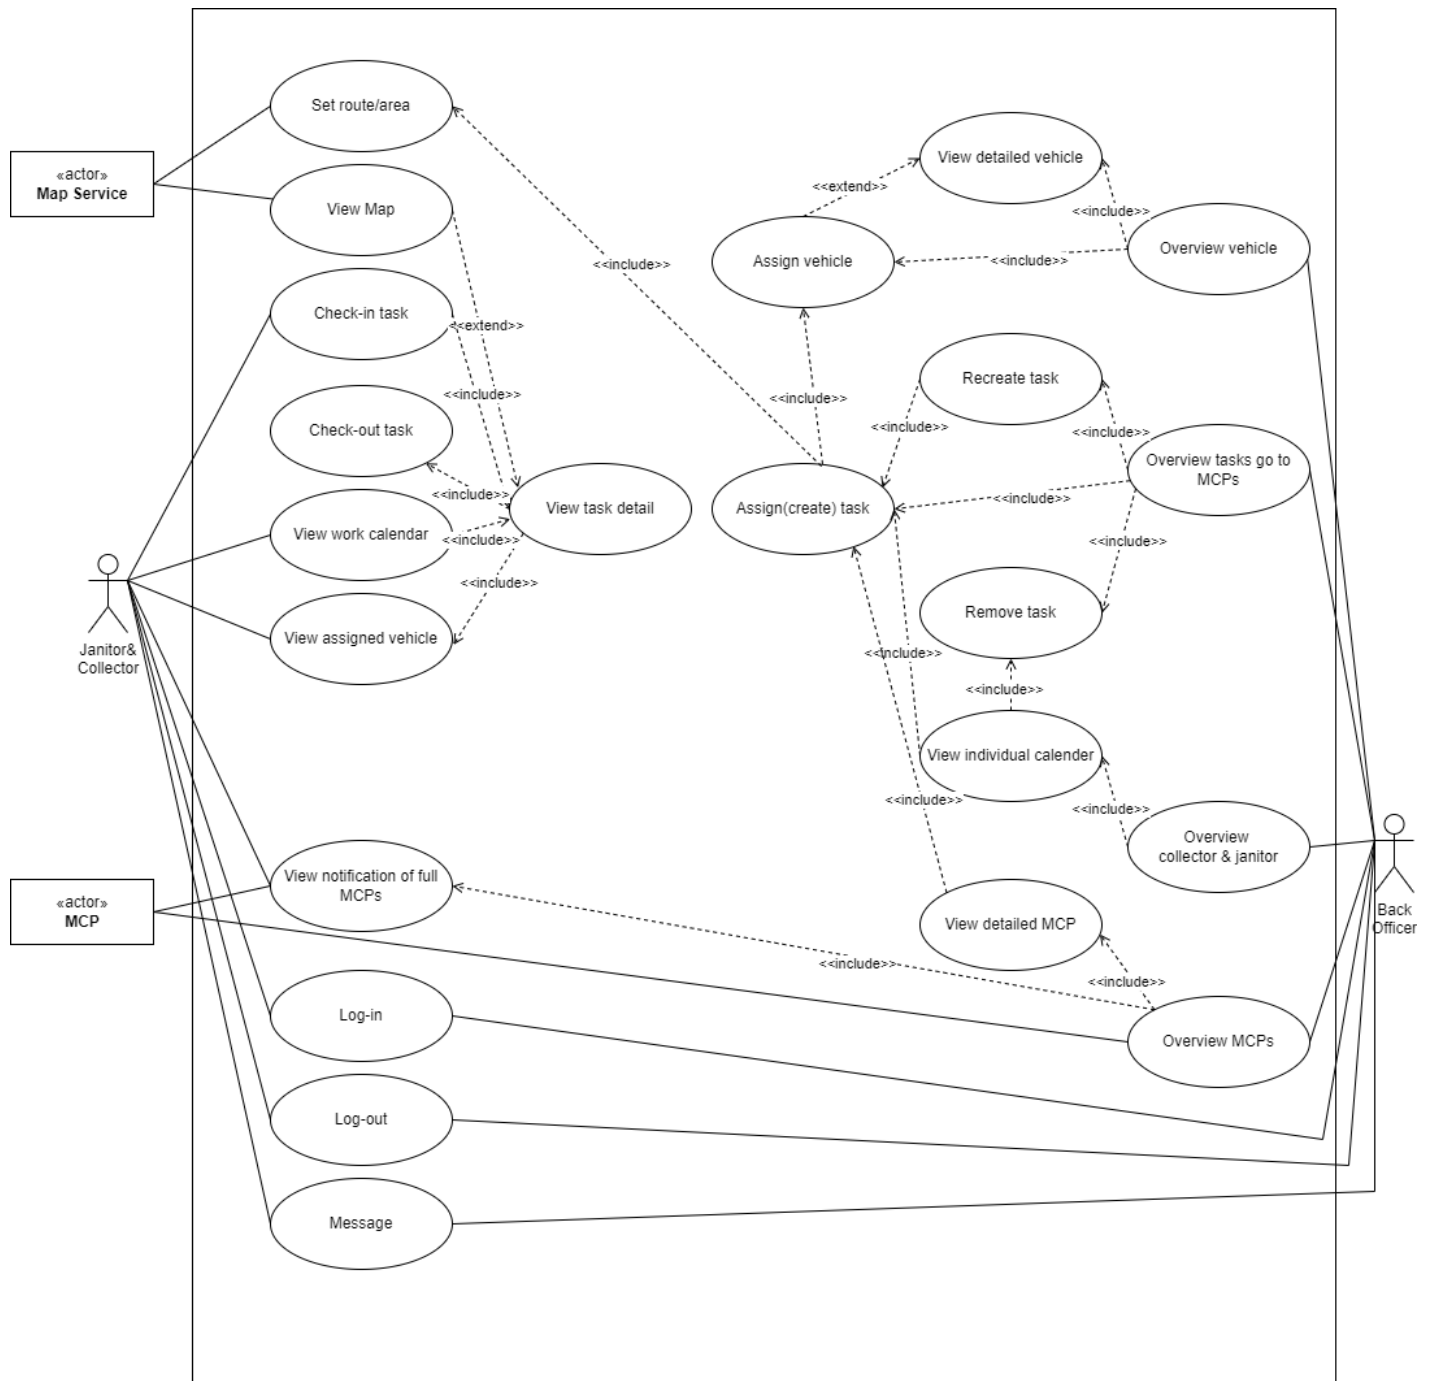 Set route/area
«actor»
Map Service
View Map
<<include>>
View detailed vehicle
<<extend>>
<<include>>
Assign vehicle
Overview vehicle
<<include>>
Check-in task
<<extend>>
<<include>>
Check-out task
<<include>>
View work calendar
<<include>>
View task detail
<<include>>
View assigned vehicle
Janitor&
Collector
<<include>>
Recreate task
<<include>>
<<include>>
Overview tasks go to
MCPs
<<include>>
Assign(create) task
<<include>>
Remove task
<<include>>
<<include>>
View individual calender
<<include>>
<<include>>
Overview
collector & janitor
View notification of full
MCPs
«actor»
MCP
View detailed MCP
<<include>>
<<include>>
Back
Officer
Log-in
Overview MCPs
Log-out
Message